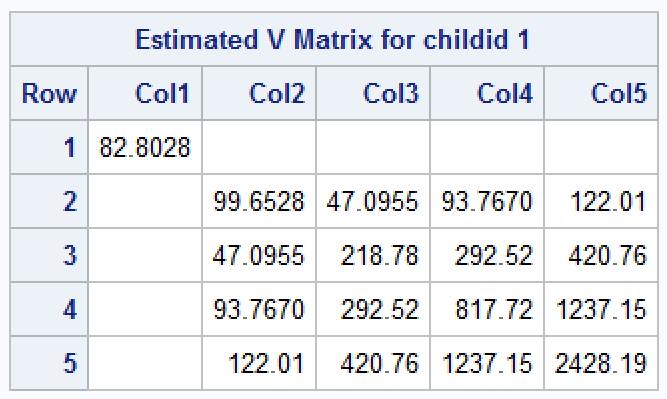 Estimated V Matrix for childid 1
Row Col1 Col2 Col3 Col4 Col5
1 82.8028
2 99.6528 47.0955 93.7670 122.01
3 47.0955 218.78 292.52 420.76
4 93.7670 292.52 817.72 1237.15
5 122.01 420.76 1237.15 2428.19